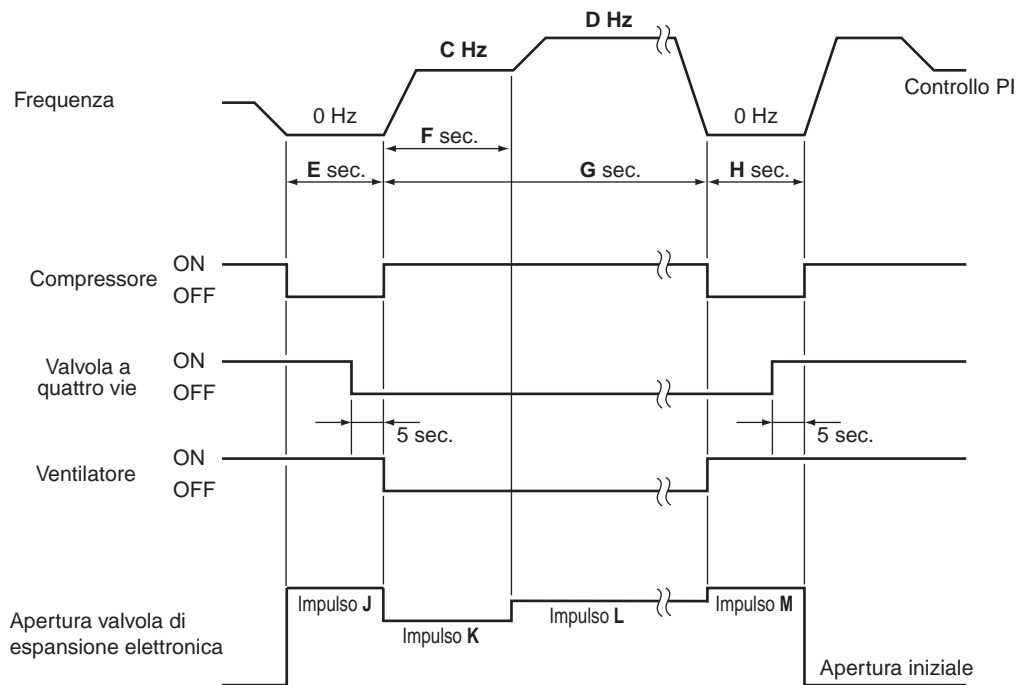 D Hz
C Hz
Frequenza
Controllo PI
0 Hz
0 Hz
F sec.
E sec.
G sec.
H sec.
Compressore
ON
OFF
Valvola a
quattro vie
ON
OFF
5 sec.
5 sec.
Ventilatore
ON
OFF
Impulso J
Impulso K
Impulso L
Impulso M
Apertura valvola di
espansione elettronica
Apertura iniziale